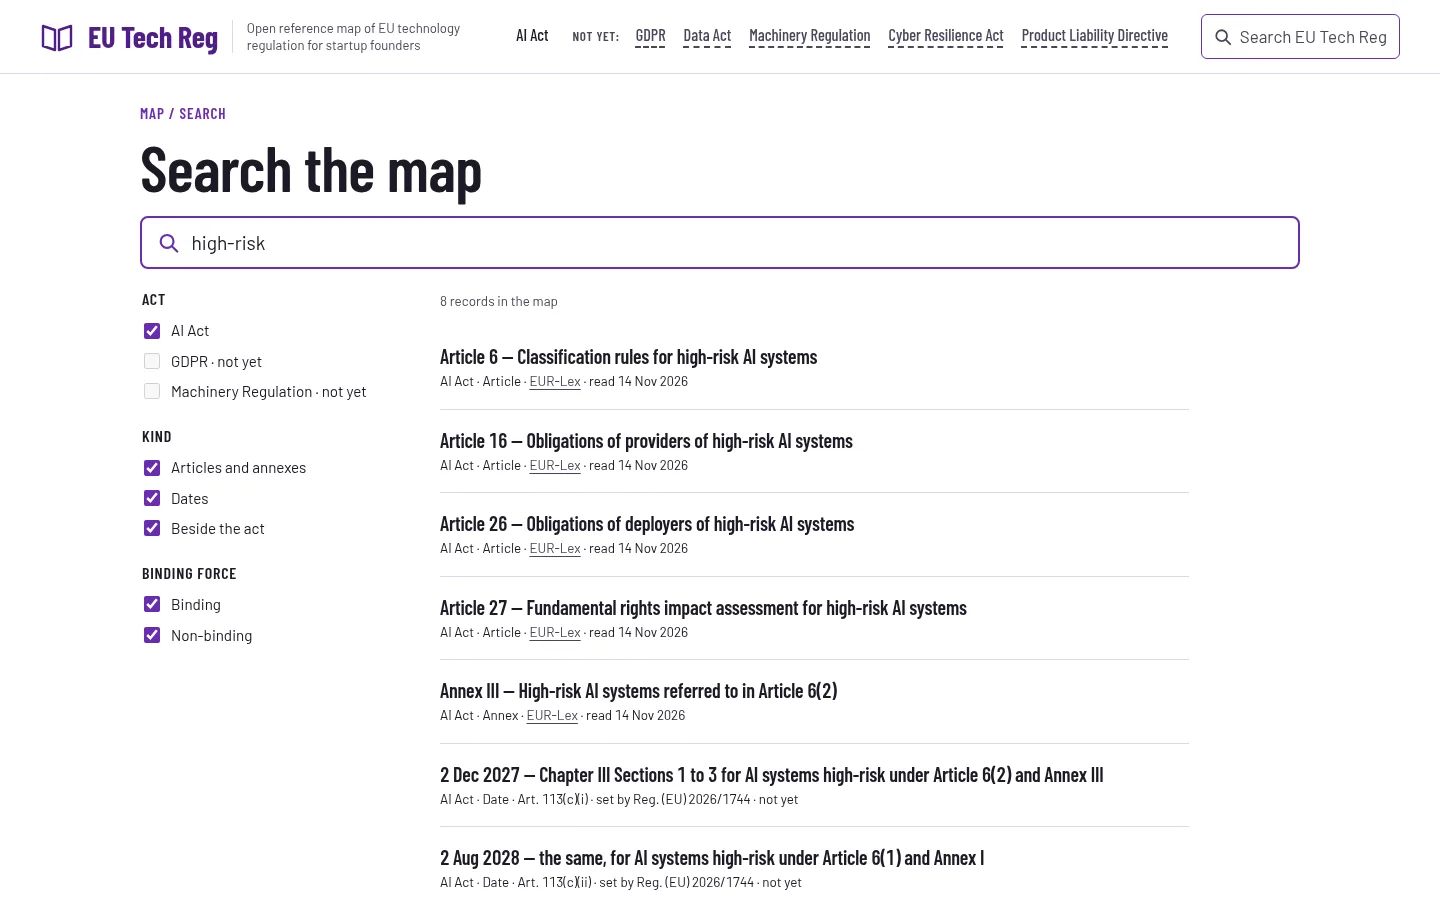 EU Tech Reg
Open reference map of EU technology
regulation for startup founders
AI Act
NOT YET:
GDPR
Data Act
Machinery Regulation
Cyber Resilience Act
Product Liability Directive
Search EU Tech Reg
MAP / SEARCH
Search the map
high-risk
ACT
AI Act
GDPR · not yet
Machinery Regulation · not yet
KIND
Articles and annexes
Dates
Beside the act
BINDING FORCE
Binding
Non-binding
8 records in the map
Article 6 — Classification rules for high-risk AI systems
AI Act · Article · EUR-Lex · read 14 Nov 2026
Article 16 — Obligations of providers of high-risk AI systems
AI Act · Article · EUR-Lex · read 14 Nov 2026
Article 26 — Obligations of deployers of high-risk AI systems
AI Act · Article · EUR-Lex · read 14 Nov 2026
Article 27 — Fundamental rights impact assessment for high-risk AI systems
AI Act · Article · EUR-Lex · read 14 Nov 2026
Annex III — High-risk AI systems referred to in Article 6(2)
AI Act · Annex · EUR-Lex · read 14 Nov 2026
2 Dec 2027 — Chapter III Sections 1 to 3 for AI systems high-risk under Article 6(2) and Annex III
AI Act · Date · Art. 113(c)(i) · set by Reg. (EU) 2026/1744 · not yet
2 Aug 2028 — the same, for AI systems high-risk under Article 6(1) and Annex I
AI Act · Date · Art. 113(c)(ii) · set by Reg. (EU) 2026/1744 · not yet